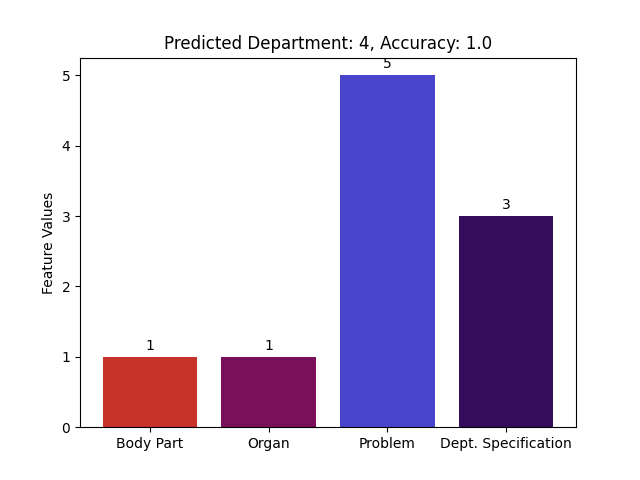 Predicted Department: 4, Accuracy: 1.0
Feature Values
5
4
3
2
1
0
1
1
5
3
Body Part
Organ
Problem
Dept. Specification